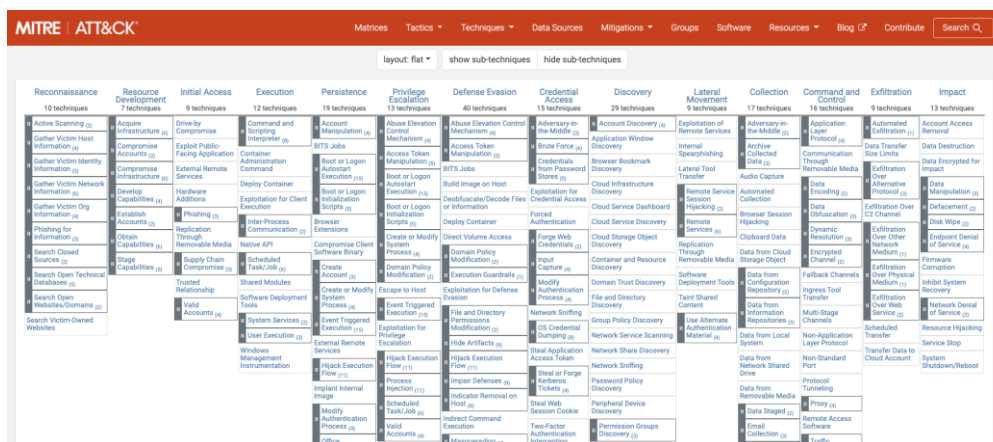 MITRE | ATT&CK®
Matrices
Tactics
Techniques
Data Sources
Mitigations
Groups
Software
Resources
Blog
Contribute
Search
layout: flat
show sub-techniques
hide sub-techniques
Reconnaissance
10 techniques
Active Scanning (2)
Gather Victim Host
Information (4)
Gather Victim Identity
Information (3)
Gather Victim Network
Information (6)
Gather Victim Org
Information (4)
Phishing for
Information (3)
Search Closed
Sources (2)
Search Open Technical
Databases (5)
Search Open
Websites/Domains (2)
Search Victim-Owned
Websites
Resource
Development
7 techniques
Acquire
Infrastructure (6)
Compromise
Accounts (2)
Compromise
Infrastructure (6)
Develop
Capabilities (4)
Establish
Accounts (2)
Obtain
Capabilities (6)
Stage
Capabilities (5)
Initial Access
9 techniques
Drive-by
Compromise
Exploit Public-
Facing Application
External Remote
Services
Hardware
Additions
Phishing (3)
Replication
Through
Removable Media
Supply Chain
Compromise (3)
Trusted
Relationship
Valid
Accounts (4)
Execution
12 techniques
Command and
Scripting
Interpreter (8)
Container
Administration
Command
Deploy Container
Exploitation for Client
Execution
Inter-Process
Communication (2)
Native API
Scheduled
Task/Job (6)
Shared Modules
Software Deployment
Tools
System Services (2)
User Execution (3)
Windows
Management
Instrumentation
Persistence
19 techniques
Account
Manipulation (4)
BITS Jobs
Boot or Logon
Autostart
Execution (15)
Boot or Logon
Initialization
Scripts (5)
Browser
Extensions
Compromise Client
Software Binary
Create
Account (3)
Create or Modify
System
Process (4)
Event Triggered
Execution (15)
External Remote
Services
Hijack Execution
Flow (11)
Implant Internal
Image
Modify
Authentication
Process (4)
Office
Privilege
Escalation
13 techniques
Abuse Elevation
Control
Mechanism (4)
Access Token
Manipulation (5)
Boot or Logon
Autostart
Execution (15)
Boot or Logon
Initialization
Scripts (5)
Create or Modify
System
Process (4)
Domain Policy
Modification (2)
Escape to Host
Event Triggered
Execution (15)
Exploitation for
Privilege
Escalation
Hijack Execution
Flow (11)
Process
Injection (11)
Scheduled
Task/Job (6)
Valid
Accounts (4)
Defense Evasion
40 techniques
Abuse Elevation Control
Mechanism (4)
Access Token
Manipulation (5)
BITS Jobs
Build Image on Host
Deobfuscate/Decode Files
or Information
Deploy Container
Direct Volume Access
Domain Policy
Modification (2)
Execution Guardrails (1)
Exploitation for Defense
Evasion
File and Directory
Permissions
Modification (2)
Hide Artifacts (9)
Hijack Execution
Flow (11)
Impair Defenses (9)
Indicator Removal on
Host (6)
Indirect Command
Execution
Masquerading
Credential
Access
15 techniques
Adversary-in-
the-Middle (2)
Brute Force (4)
Credentials
from Password
Stores (5)
Exploitation for
Credential Access
Forced
Authentication
Forge Web
Credentials (2)
Input
Capture (4)
Modify
Authentication
Process (4)
Network Sniffing
OS Credential
Dumping (8)
Steal Application
Access Token
Steal or Forge
Kerberos
Tickets (4)
Steal Web
Session Cookie
Two-Factor
Authentication
Interception
Discovery
29 techniques
Account Discovery (4)
Application Window
Discovery
Browser Bookmark
Discovery
Cloud Infrastructure
Discovery
Cloud Service Dashboard
Cloud Service Discovery
Cloud Storage Object
Discovery
Container and Resource
Discovery
Domain Trust Discovery
File and Directory
Discovery
Group Policy Discovery
Network Service Scanning
Network Share Discovery
Network Sniffing
Password Policy
Discovery
Peripheral Device
Discovery
Permission Groups
Discovery (3)
Lateral
Movement
9 techniques
Exploitation of
Remote Services
Internal
Spearphishing
Lateral Tool
Transfer
Remote Service
Session
Hijacking (2)
Remote
Services (6)
Replication
Through
Removable Media
Software
Deployment Tools
Taint Shared
Content
Use Alternate
Authentication
Material (4)
Collection
17 techniques
Adversary-in-
the-Middle (2)
Archive
Collected
Data (3)
Audio Capture
Automated
Collection
Browser Session
Hijacking
Clipboard Data
Data from Cloud
Storage Object
Data from
Configuration
Repository (2)
Data from
Information
Repositories (3)
Data from Local
System
Data from
Network Shared
Drive
Data from
Removable Media
Data Staged (2)
Email
Collection (3)
Command and
Control
16 techniques
Application
Layer
Protocol (4)
Communication
Through
Removable Media
Data
Encoding (2)
Data
Obfuscation (3)
Dynamic
Resolution (3)
Encrypted
Channel (2)
Fallback Channels
Ingress Tool
Transfer
Multi-Stage
Channels
Non-Application
Layer Protocol
Non-Standard
Port
Protocol
Tunneling
Proxy (4)
Remote Access
Software
Traffic
Exfiltration
9 techniques
Automated
Exfiltration (1)
Data Transfer
Size Limits
Exfiltration
Over
Alternative
Protocol (3)
Exfiltration Over
C2 Channel
Exfiltration
Over Other
Network
Medium (1)
Exfiltration
Over Physical
Medium (1)
Exfiltration
Over Web
Service (2)
Scheduled
Transfer
Transfer Data to
Cloud Account
Impact
13 techniques
Account Access
Removal
Data Destruction
Data Encrypted for
Impact
Data
Manipulation (3)
Defacement (2)
Disk Wipe (2)
Endpoint Denial
of Service (4)
Firmware
Corruption
Inhibit System
Recovery
Network Denial
of Service (2)
Resource Hijacking
Service Stop
System
Shutdown/Reboot